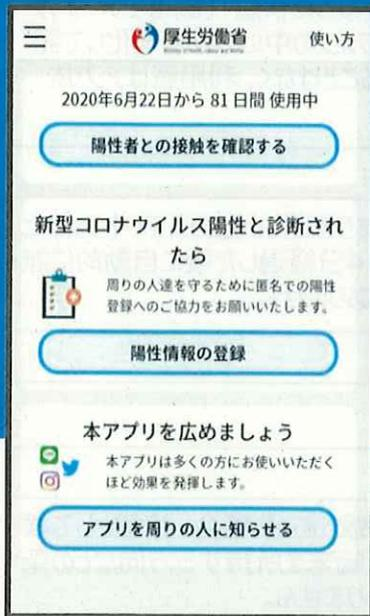 厚生労働省
使い方
2020年6月22日から 81 日間 使用中
陽性者との接触を確認する
新型コロナウイルス陽性と診断され
たら
周りの人達を守るために匿名での陽性
登録へのご協力をお願いいたします。
陽性情報の登録
本アプリを広めましょう
本アプリは多くの方にお使いいただく
ほど効果を発揮します。
アプリを周りの人に知らせる